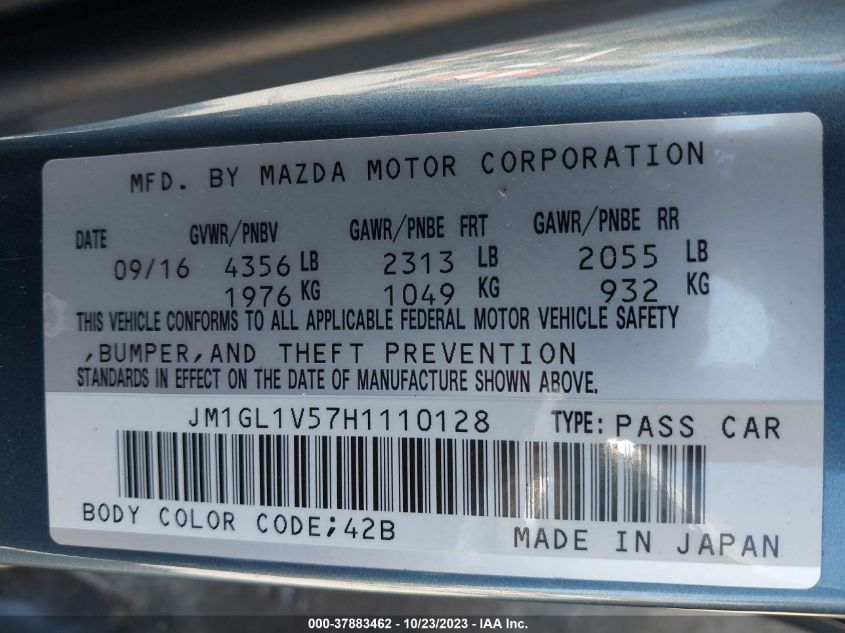 MFD. BY MAZDA MOTOR CORPORATION
DATE GVWR/PNBV GAWR/PNBE FRT GAWR/PNBE RR
09/16 4356 LB 2313 LB 2055 LB
1976 KG 1049 KG 932 KG
THIS VEHICLE CONFORMS TO ALL APPLICABLE FEDERAL MOTOR VEHICLE SAFETY
,BUMPER,AND THEFT PREVENTION
STANDARDS IN EFFECT ON THE DATE OF MANUFACTURE SHOWN ABOVE.
JM1GL1V57H1110128 TYPE: PASS CAR
BODY COLOR CODE;42B MADE IN JAPAN
000-37883462 - 10/23/2023 - IAA Inc.